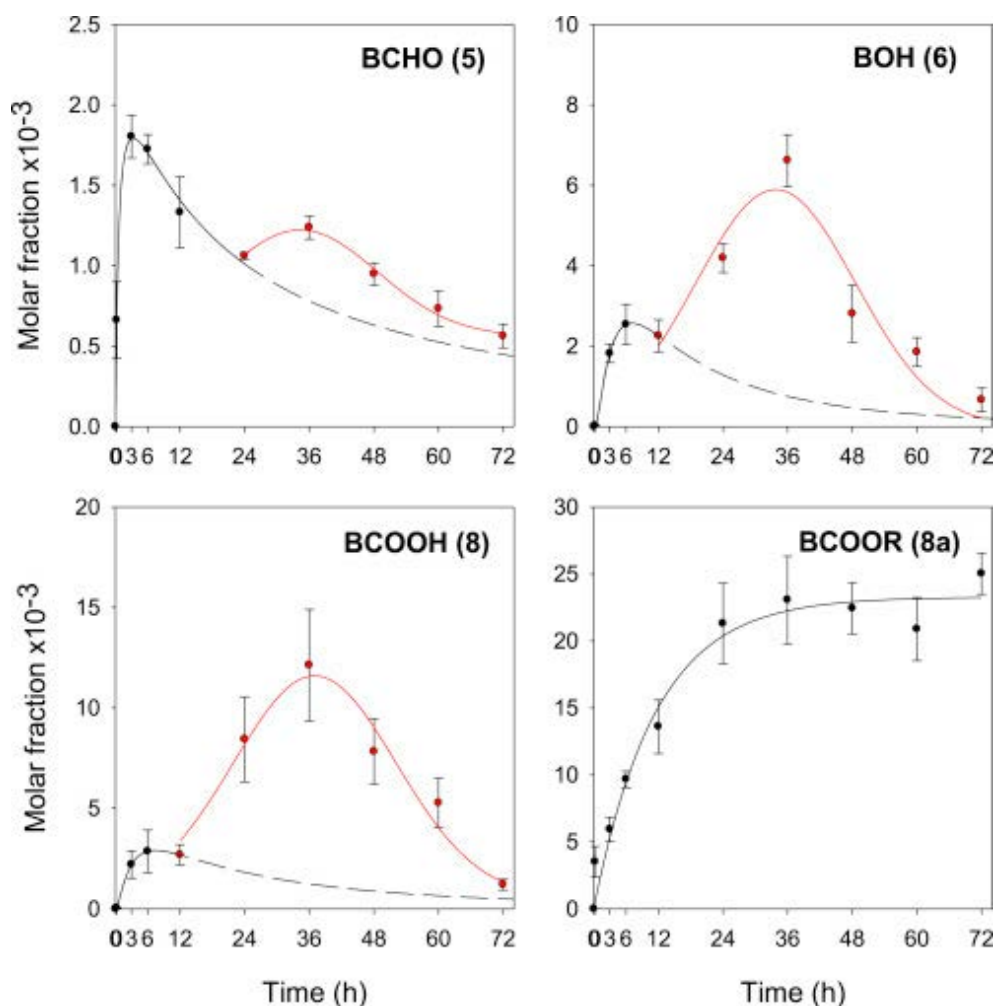 BCHO (5)
2.5
2.0
1.5
1.0
0.5
0.0
Molar fraction x10-3
0 3 6 12 24 36 48 60 72
BOH (6)
10
8
6
4
2
0
0 3 6 12 24 36 48 60 72
BCOOH (8)
20
15
10
5
0
Molar fraction x10-3
0 3 6 12 24 36 48 60 72
Time (h)
BCOOR (8a)
30
25
20
15
10
5
0
0 3 6 12 24 36 48 60 72
Time (h)